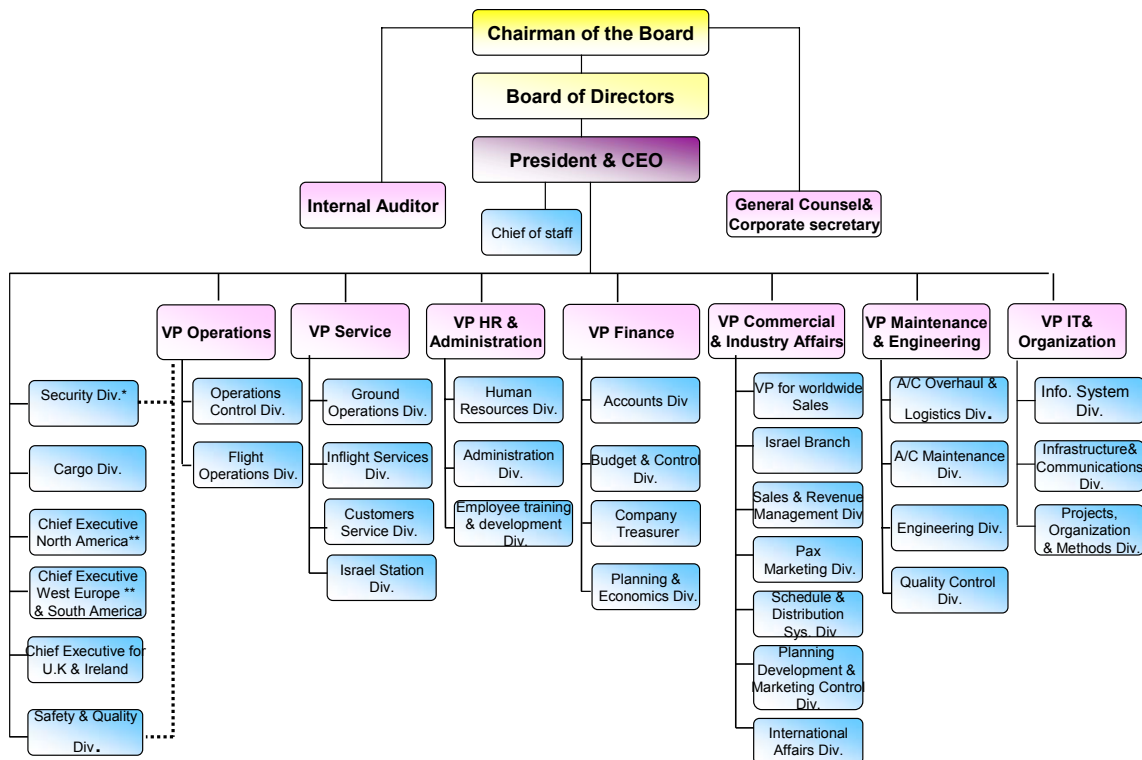 Chairman of the Board
Board of Directors
President & CEO
Internal Auditor
General Counsel&
Corporate secretary
Chief of staff
VP Operations
VP Service
VP HR &
Administration
VP Finance
VP Commercial
& Industry Affairs
VP Maintenance
& Engineering
VP IT&
Organization
Security Div.*
Cargo Div.
Chief Executive
North America**
Chief Executive
West Europe **
& South America
Chief Executive for
U.K & Ireland
Safety & Quality
Div.
Operations
Control Div.
Flight
Operations Div.
Ground
Operations Div.
Inflight Services
Div.
Customers
Service Div.
Israel Station
Div.
Human
Resources Div.
Administration
Div.
Employee training
& development
Div.
Accounts Div
Budget & Control
Div.
Company
Treasurer
Planning &
Economics Div.
VP for worldwide
Sales
Israel Branch
Sales & Revenue
Management Div
Pax
Marketing Div.
Schedule &
Distribution
Sys. Div
Planning
Development &
Marketing Control
Div.
International
Affairs Div.
A/C Overhaul &
Logistics Div.
A/C Maintenance
Div.
Engineering Div.
Quality Control
Div.
Info. System
Div.
Infrastructure&
Communications
Div.
Projects,
Organization
& Methods Div.